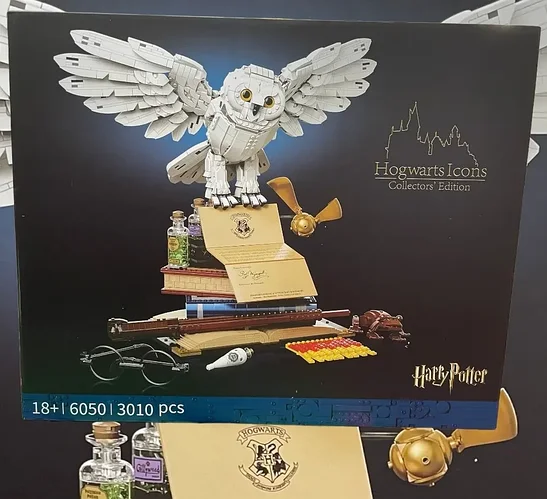 Hogwarts Icons
Collectors' Edition
Harry Potter
18+ | 6050 | 3010 pcs
HOGWARTS